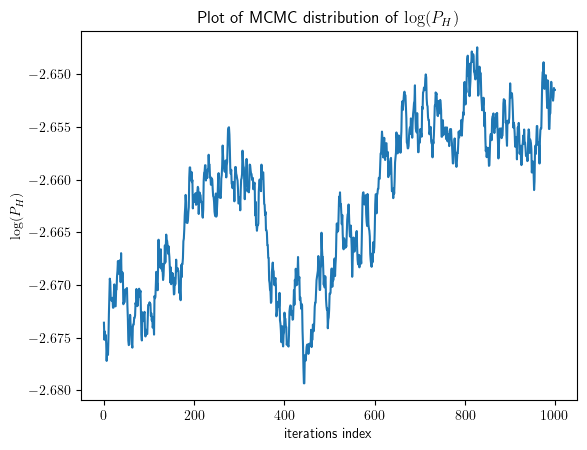 Plot of MCMC distribution of log(P_H)
−2.650
−2.655
−2.660
−2.665
−2.670
−2.675
−2.680
log(P_H)
0 200 400 600 800 1000
iterations index